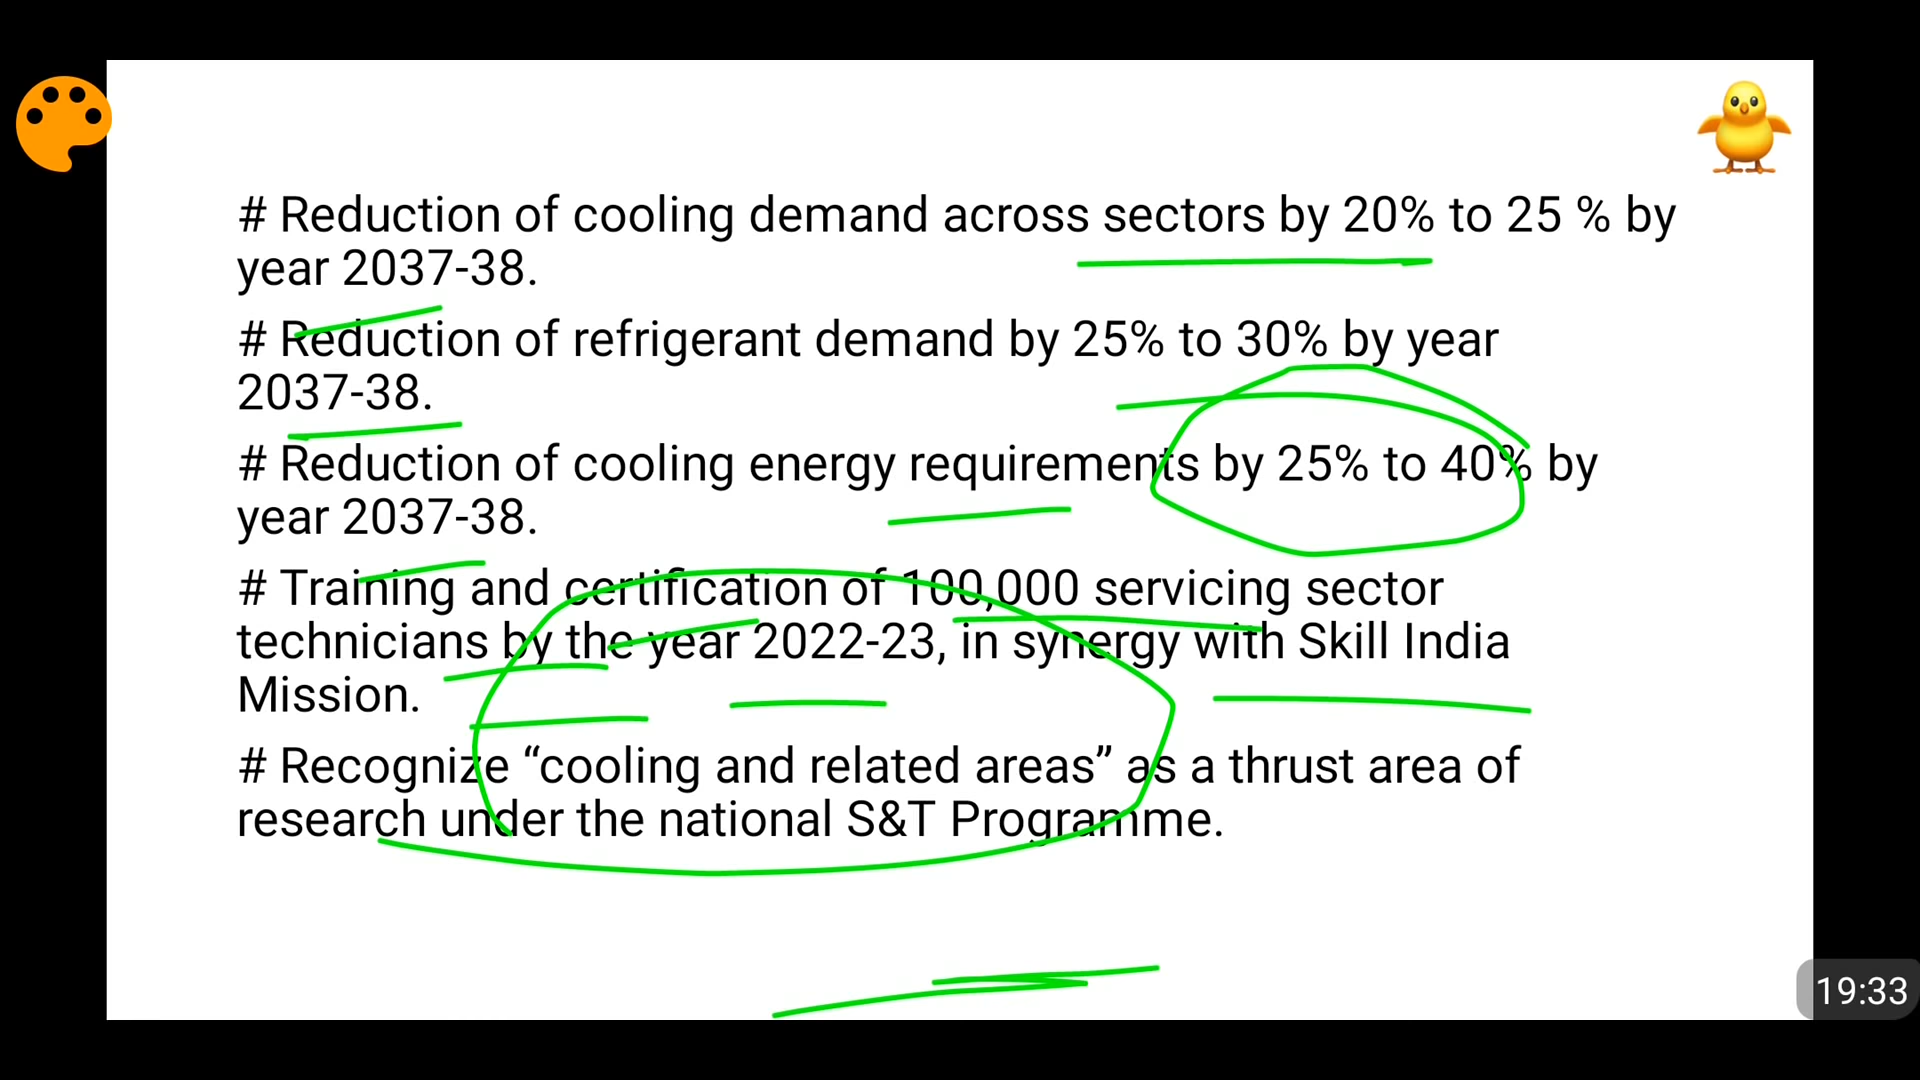 # Reduction of cooling demand across sectors by 20% to 25 % by
year 2037-38.
# Reduction of refrigerant demand by 25% to 30% by year
2037-38.
# Reduction of cooling energy requirements by 25% to 40% by
year 2037-38.
# Training and certification of 100,000 servicing sector
technicians by the year 2022-23, in synergy with Skill India
Mission.
# Recognize “cooling and related areas” as a thrust area of
research under the national S&T Programme.
19:33